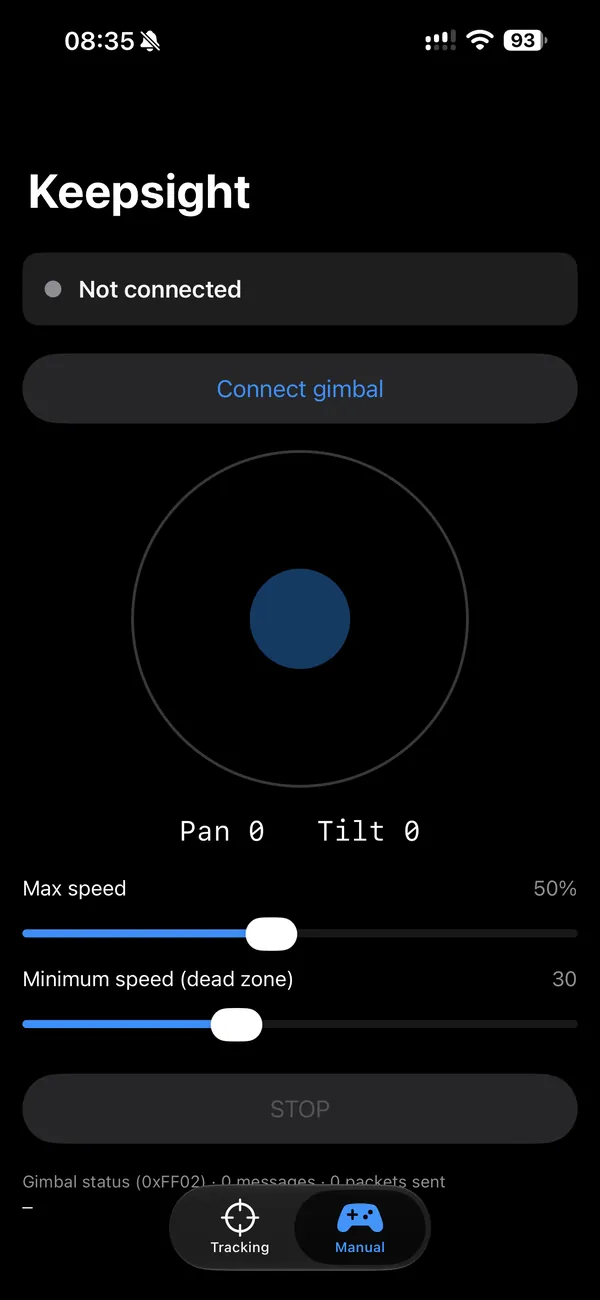 08:35
93
Keepsight
Not connected
Connect gimbal
Pan 0 Tilt 0
Max speed 50%
Minimum speed (dead zone) 30
STOP
Gimbal status (0xFF02) · 0 messages · 0 packets sent
–
Tracking Manual